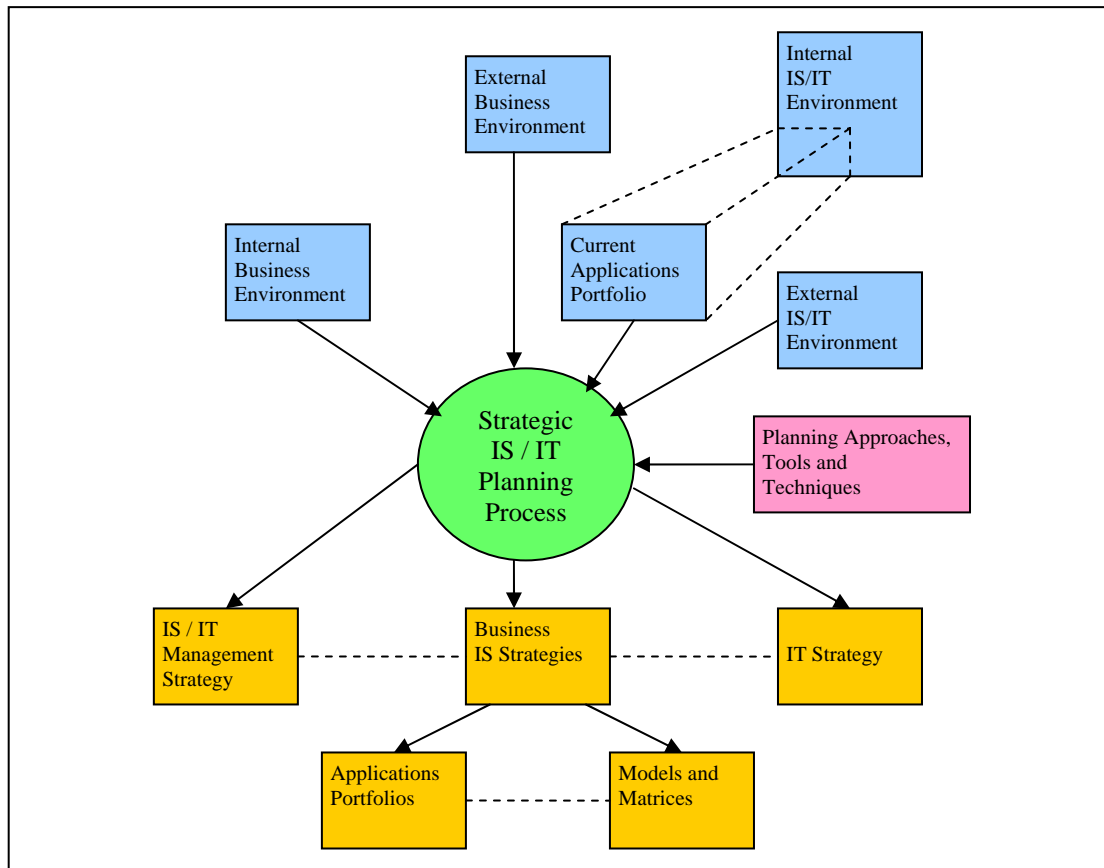 External
Business
Environment
Internal
IS/IT
Environment
Internal
Business
Environment
Current
Applications
Portfolio
External
IS/IT
Environment
Strategic
IS / IT
Planning
Process
Planning Approaches,
Tools and
Techniques
IS / IT
Management
Strategy
Business
IS Strategies
IT Strategy
Applications
Portfolios
Models and
Matrices